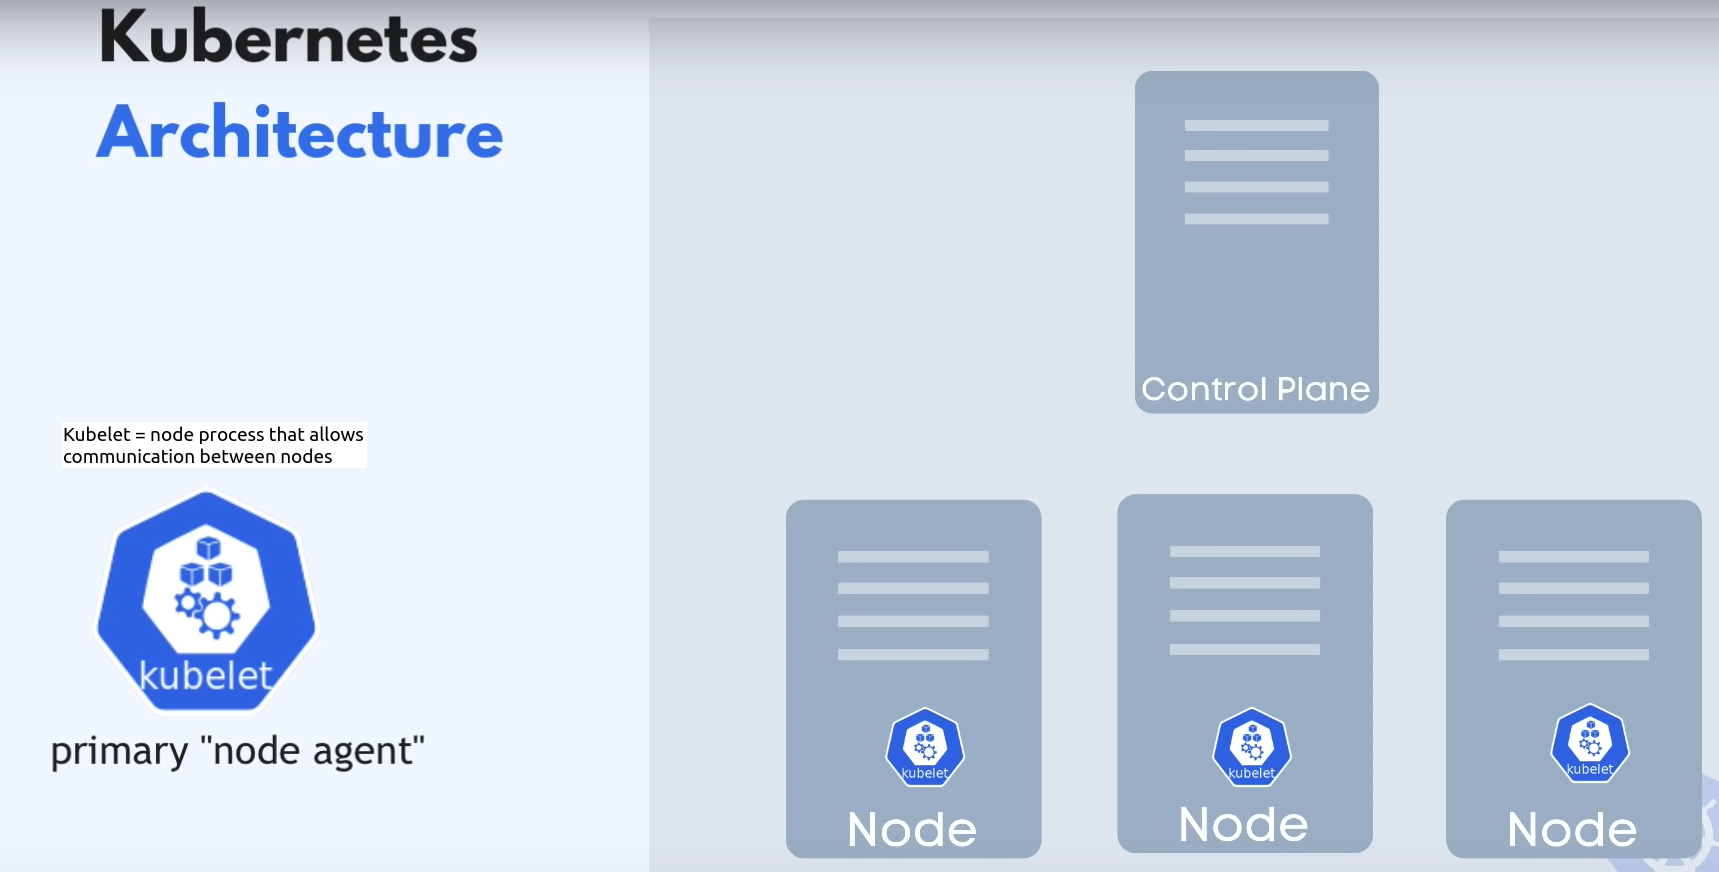 Kubernetes
Architecture
Kubelet = node process that allows
communication between nodes
kubelet
primary "node agent"
Control Plane
kubelet
Node
kubelet
Node
kubelet
Node